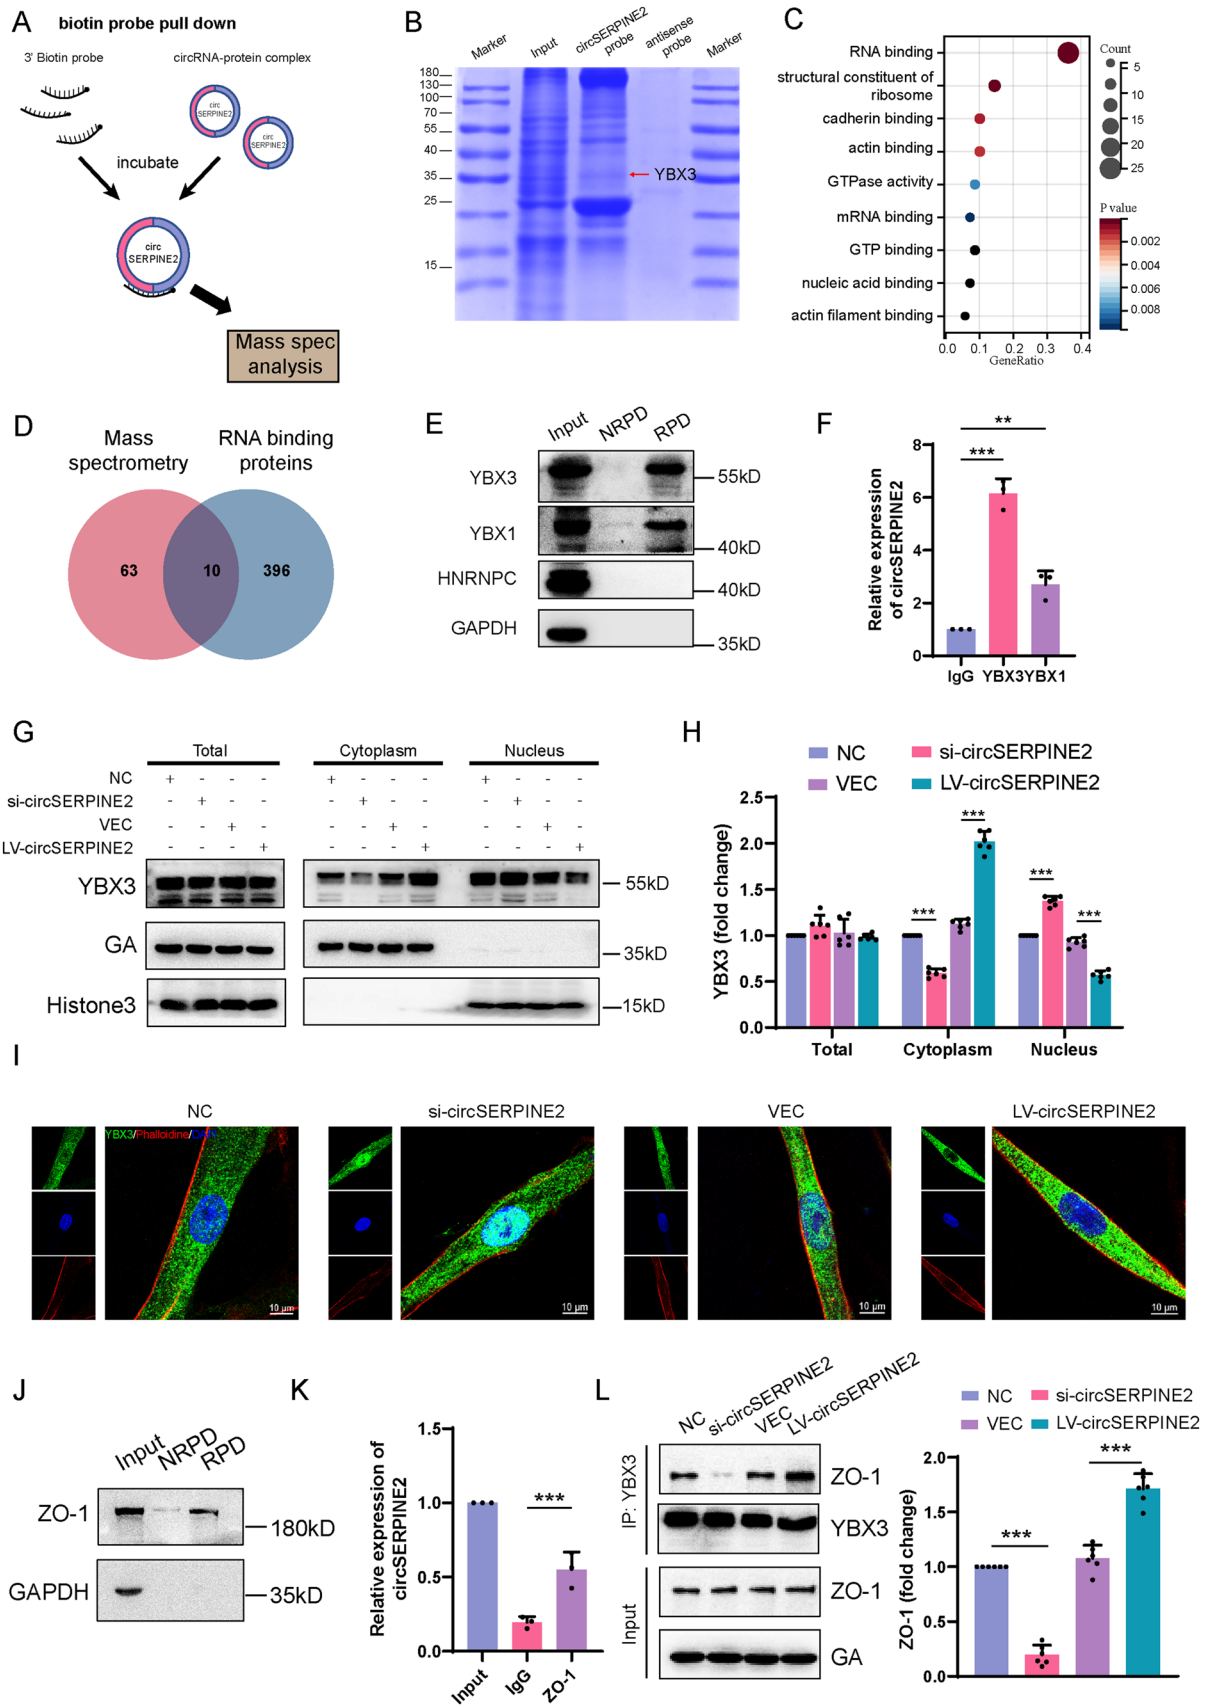 A
biotin probe pull down
3' Biotin probe
circRNA-protein complex
circ
SERPINE2
circ
SERPINE2
incubate
circ
SERPINE2
Mass spec
analysis
B
Marker
Input
circSERPINE2
probe
antisense
probe
Marker
180
130
100
70
55
40
35
25
15
YBX3
C
RNA binding
structural constituent of
ribosome
cadherin binding
actin binding
GTPase activity
mRNA binding
GTP binding
nucleic acid binding
actin filament binding
0.0 0.1 0.2 0.3 0.4
GeneRatio
Count
5
10
15
20
25
P value
0.002
0.004
0.006
0.008
D
Mass
spectrometry
RNA binding
proteins
63
10
396
E
Input
NRPD
RPD
YBX3
55kD
YBX1
40kD
HNRNPC
40kD
GAPDH
35kD
F
Relative expression
of circSERPINE2
8
6
4
2
0
**
***
IgG YBX3 YBX1
G
Total Cytoplasm Nucleus
NC + - - - + - - - + - - -
si-circSERPINE2 - + - - - + - - - + - -
VEC - - + - - - + - - - + -
LV-circSERPINE2 - - - + - - - + - - - +
YBX3
55kD
GA
35kD
Histone3
15kD
H
NC
si-circSERPINE2
VEC
LV-circSERPINE2
YBX3 (fold change)
2.5
2.0
1.5
1.0
0.5
0.0
***
***
***
***
Total Cytoplasm Nucleus
I
NC
si-circSERPINE2
VEC
LV-circSERPINE2
YBX3/Phalloidine/DAPI
10 μm
10 μm
10 μm
10 μm
J
Input
NRPD
RPD
ZO-1
180kD
GAPDH
35kD
K
Relative expression of
circSERPINE2
1.5
1.0
0.5
0.0
***
Input
IgG
ZO-1
L
NC
si-circSERPINE2
VEC
LV-circSERPINE2
IP: YBX3
ZO-1
YBX3
Input
ZO-1
GA
NC
si-circSERPINE2
VEC
LV-circSERPINE2
ZO-1 (fold change)
2.0
1.5
1.0
0.5
0.0
***
***